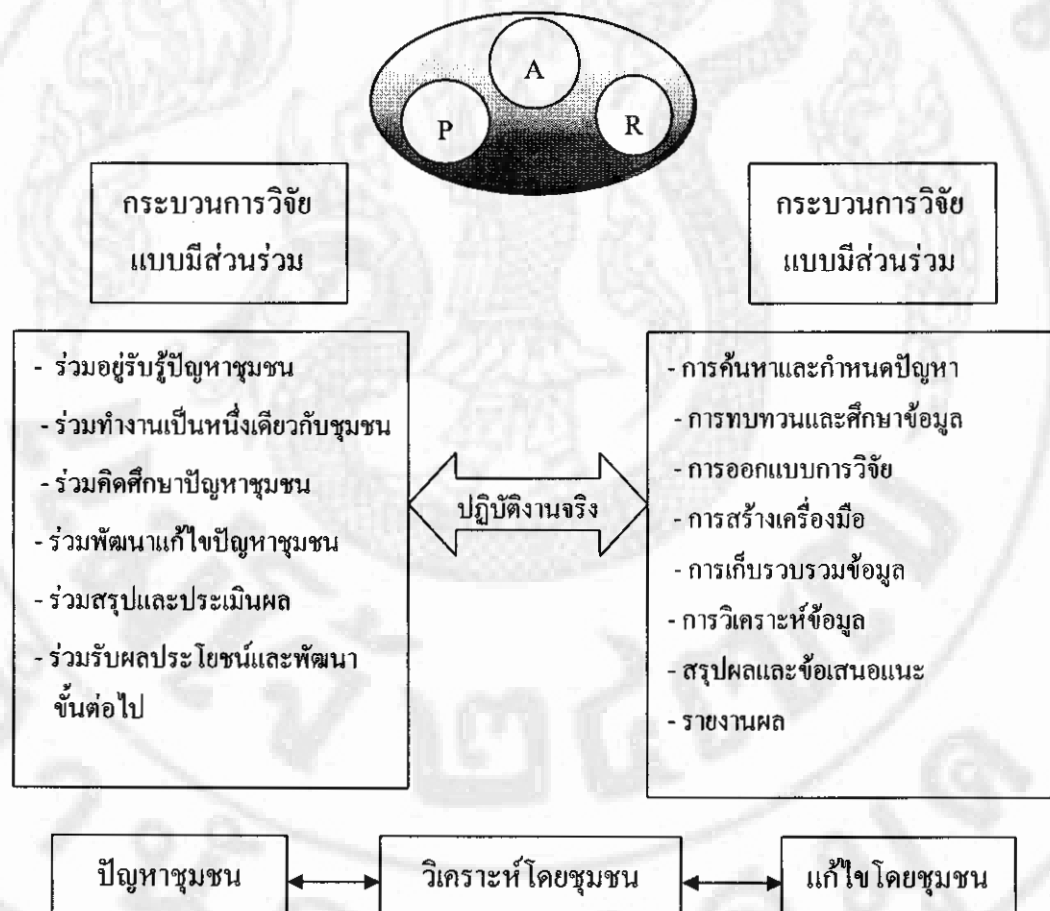 A
P
R
กระบวนการวิจัย
แบบมีส่วนร่วม
กระบวนการวิจัย
แบบมีส่วนร่วม
- ร่วมอยู่รับรู้ปัญหาชุมชน
- ร่วมทำงานเป็นหนึ่งเดียวกับชุมชน
- ร่วมคิดศึกษาปัญหาชุมชน
- ร่วมพัฒนาแก้ไขปัญหาชุมชน
- ร่วมสรุปและประเมินผล
- ร่วมรับผลประโยชน์และพัฒนา
ขั้นต่อไป
ปฏิบัติงานจริง
- การค้นหาและกำหนดปัญหา
- การทบทวนและศึกษาข้อมูล
- การออกแบบการวิจัย
- การสร้างเครื่องมือ
- การเก็บรวบรวมข้อมูล
- การวิเคราะห์ข้อมูล
- สรุปผลและข้อเสนอแนะ
- รายงานผล
ปัญหาชุมชน
วิเคราะห์โดยชุมชน
แก้ไขโดยชุมชน